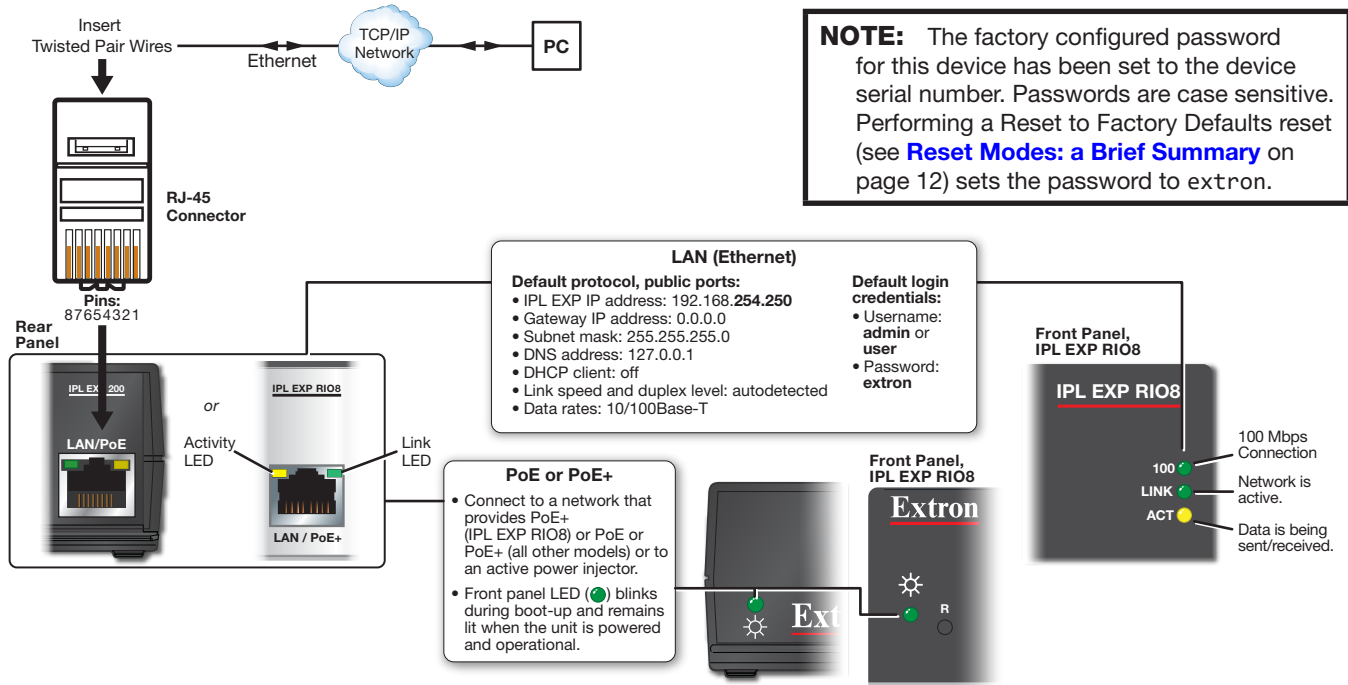 Insert
Twisted Pair Wires
Ethernet
TCP/IP
Network
PC
NOTE: The factory configured password
for this device has been set to the device
serial number. Passwords are case sensitive.
Performing a Reset to Factory Defaults reset
(see Reset Modes: a Brief Summary on
page 12) sets the password to extron.
RJ-45
Connector
Pins:
87654321
Rear
Panel
IPL EXP 200
LAN/PoE
or
Activity
LED
IPL EXP RIO8
LAN / PoE+
Link
LED
LAN (Ethernet)
Default protocol, public ports:
• IPL EXP IP address: 192.168.254.250
• Gateway IP address: 0.0.0.0
• Subnet mask: 255.255.255.0
• DNS address: 127.0.0.1
• DHCP client: off
• Link speed and duplex level: autodetected
• Data rates: 10/100Base-T
Default login
credentials:
• Username:
admin or
user
• Password:
extron
PoE or PoE+
• Connect to a network that
provides PoE+
(IPL EXP RIO8) or PoE or
PoE+ (all other models) or to
an active power injector.
• Front panel LED ( ) blinks
during boot-up and remains
lit when the unit is powered
and operational.
Ext
Front Panel,
IPL EXP RIO8
Extron
R
Front Panel,
IPL EXP RIO8
IPL EXP RIO8
100
LINK
ACT
100 Mbps
Connection
Network is
active.
Data is being
sent/received.